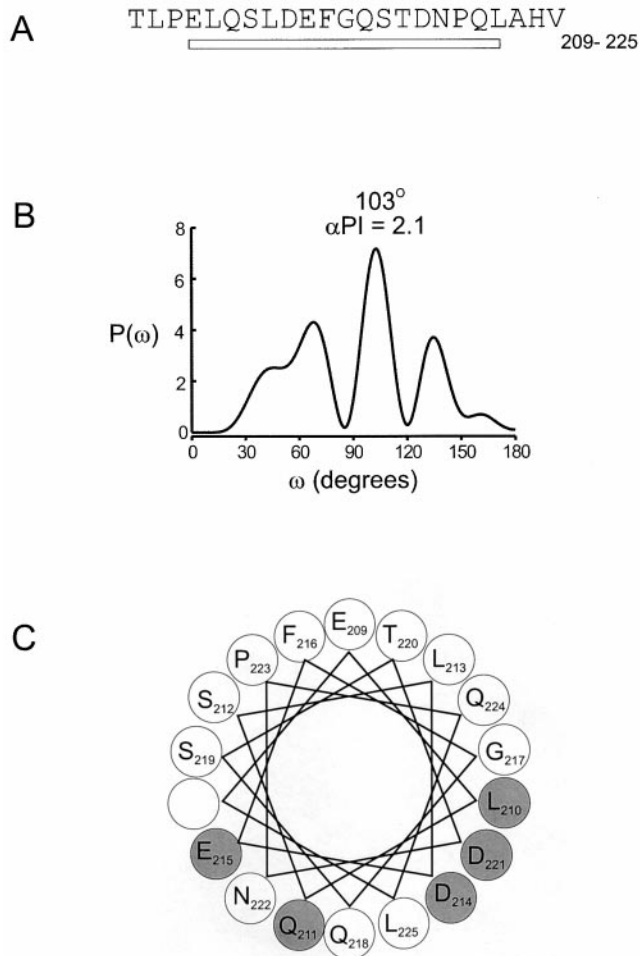 A
TLPELQSLDEFGQSTDNPQLAHV
209- 225
B
103°
αPI = 2.1
8
6
P(ω) 4
2
0
0 30 60 90 120 150 180
ω (degrees)
C
E209
F216 T220
P223 L213
S212 Q224
S219 G217
L210
E215 D221
N222 D214
Q211 L225
Q218